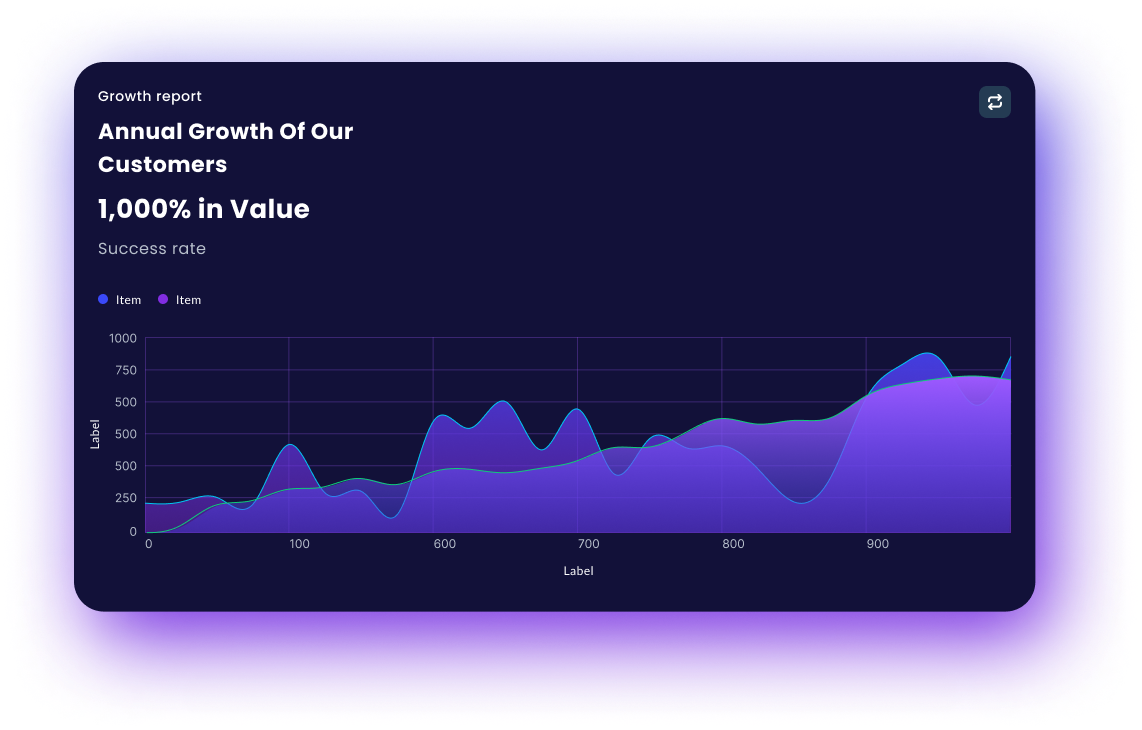 Growth report
Annual Growth Of Our
Customers
1,000% in Value
Success rate
Item Item
1000
750
500
500
500
250
0
Label
0 100 600 700 800 900
Label